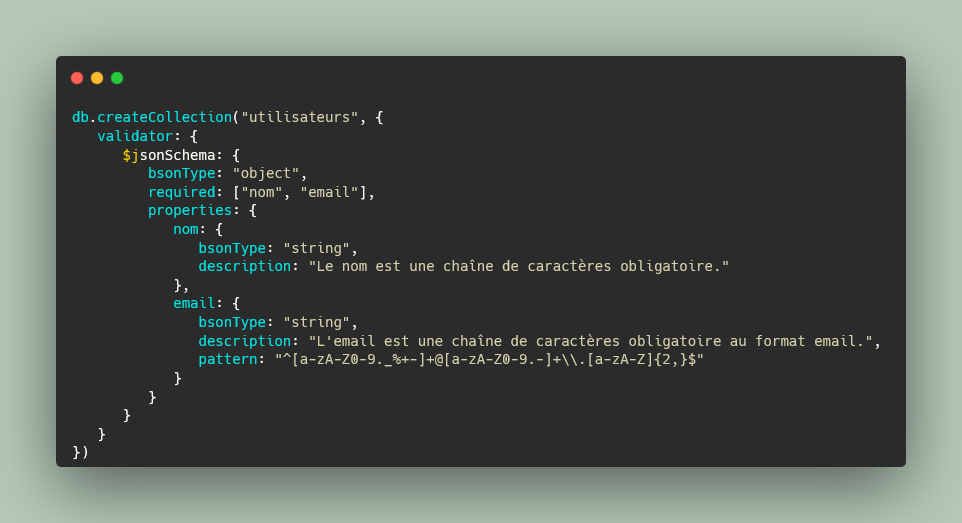 db.createCollection("utilisateurs", {
   validator: {
      $jsonSchema: {
         bsonType: "object",
         required: ["nom", "email"],
         properties: {
            nom: {
               bsonType: "string",
               description: "Le nom est une chaîne de caractères obligatoire."
            },
            email: {
               bsonType: "string",
               description: "L'email est une chaîne de caractères obligatoire au format email.",
               pattern: "^[a-zA-Z0-9._%+-]+@[a-zA-Z0-9.-]+\\.[a-zA-Z]{2,}$"
            }
         }
      }
   }
})